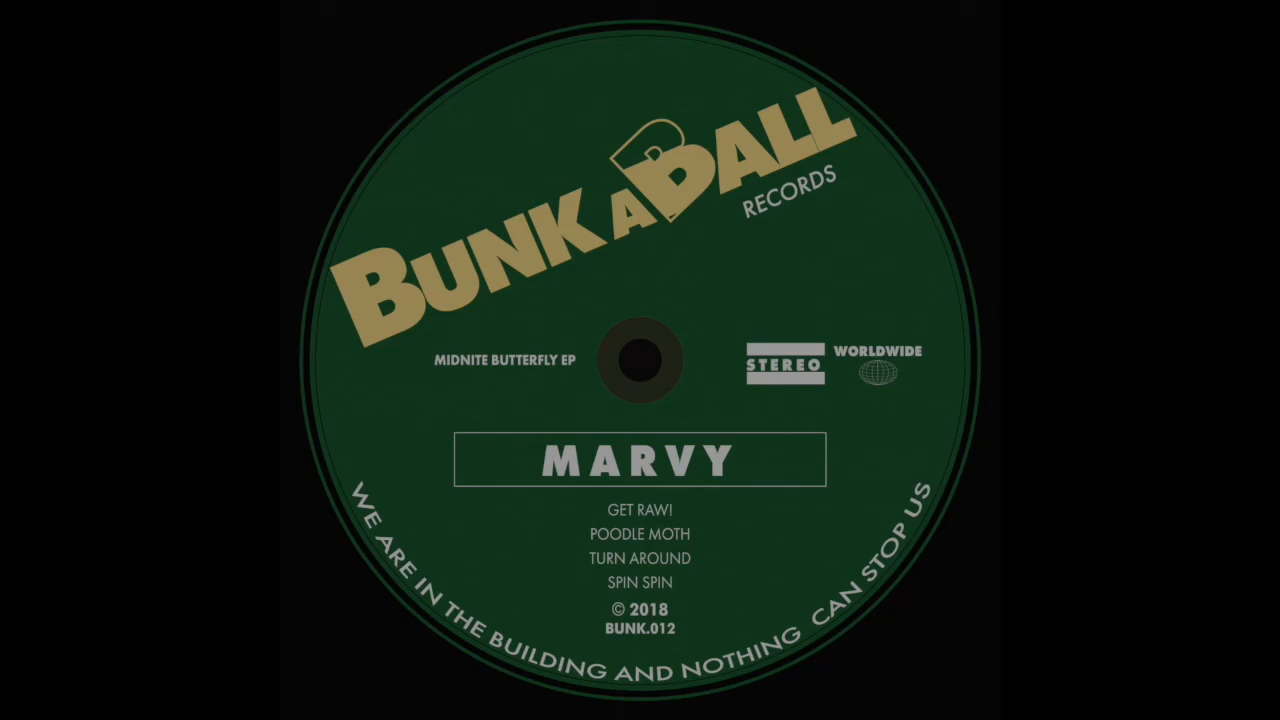 BUNK A BALL
RECORDS
MIDNITE BUTTERFLY EP
STEREO
WORLDWIDE
MARVY
GET RAW!
POODLE MOTH
TURN AROUND
SPIN SPIN
© 2018
BUNK.012
WE ARE IN THE BUILDING AND NOTHING CAN STOP US